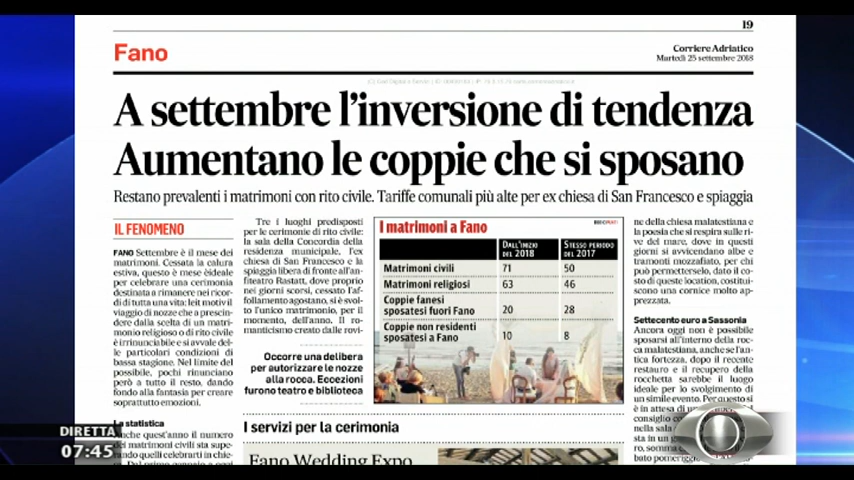 19
Fano
Corriere Adriatico
Martedì 25 settembre 2018
A settembre l'inversione di tendenza
Aumentano le coppie che si sposano
Restano prevalenti i matrimoni con rito civile. Tariffe comunali più alte per ex chiesa di San Francesco e spiaggia
IL FENOMENO
FANO Settembre è il mese dei
matrimoni. Cessata la calura
estiva, questo è il mese ideale
per celebrare una cerimonia
destinata a rimanere nei ricor-
di di tutta una vita: leit motiv il
viaggio di nozze che a prescin-
dere dalla scelta di un matri-
monio religioso o di rito civile
è irrinunciabile e si avvale del-
le particolari condizioni di
bassa stagione. Nel limite del
possibile, pochi rinunciano
però a tutto il resto, dando
fondo alla fantasia per creare
soprattutto emozioni.
La statistica
Anche quest'anno il numero
dei matrimoni civili sta supe-
rando quelli celebrati in chie-
Tre i luoghi predisposti
per le cerimonie di rito civile:
la sala della Concordia della
residenza municipale, l'ex
chiesa di San Francesco e la
spiaggia libera di fronte all'an-
fiteatro Rastatt, dove proprio
nei giorni scorsi, cessato l'af-
follamento agostano, si è svol-
to l'unico matrimonio, per il
momento, dell'anno. Il ro-
manticismo creato dalle rovi-
Occorre una delibera
per autorizzare le nozze
alla rocca. Eccezioni
furono teatro e biblioteca
I matrimoni a Fano
DALL'INIZIO DEL 2018 STESSO PERIODO DEL 2017
Matrimoni civili 71 50
Matrimoni religiosi 63 46
Coppie fanesi sposatesi fuori Fano 20 28
Coppie non residenti sposatesi a Fano 10 8
I servizi per la cerimonia
Fano Wedding Expo
ne della chiesa malatestiana e
la poesia che si respira sulle ri-
ve del mare, dove in questi
giorni si avvicendano albe e
tramonti mozzafiato, per chi
può permetterselo, dato il co-
sto di queste location, costitui-
scono una cornice molto ap-
prezzata.
Settecento euro a Sassonia
Ancora oggi non è possibile
sposarsi all'interno della roc-
ca malatestiana, anche se l'an-
tica fortezza, dopo il recente
restauro e il recupero della
rocchetta sarebbe il luogo
ideale per lo svolgimento di
un simile evento. Per questo si
è in attesa di un
consiglio co
nella sala
sta in un g
re, somma c
bato pomerig
DIRETTA
07:45